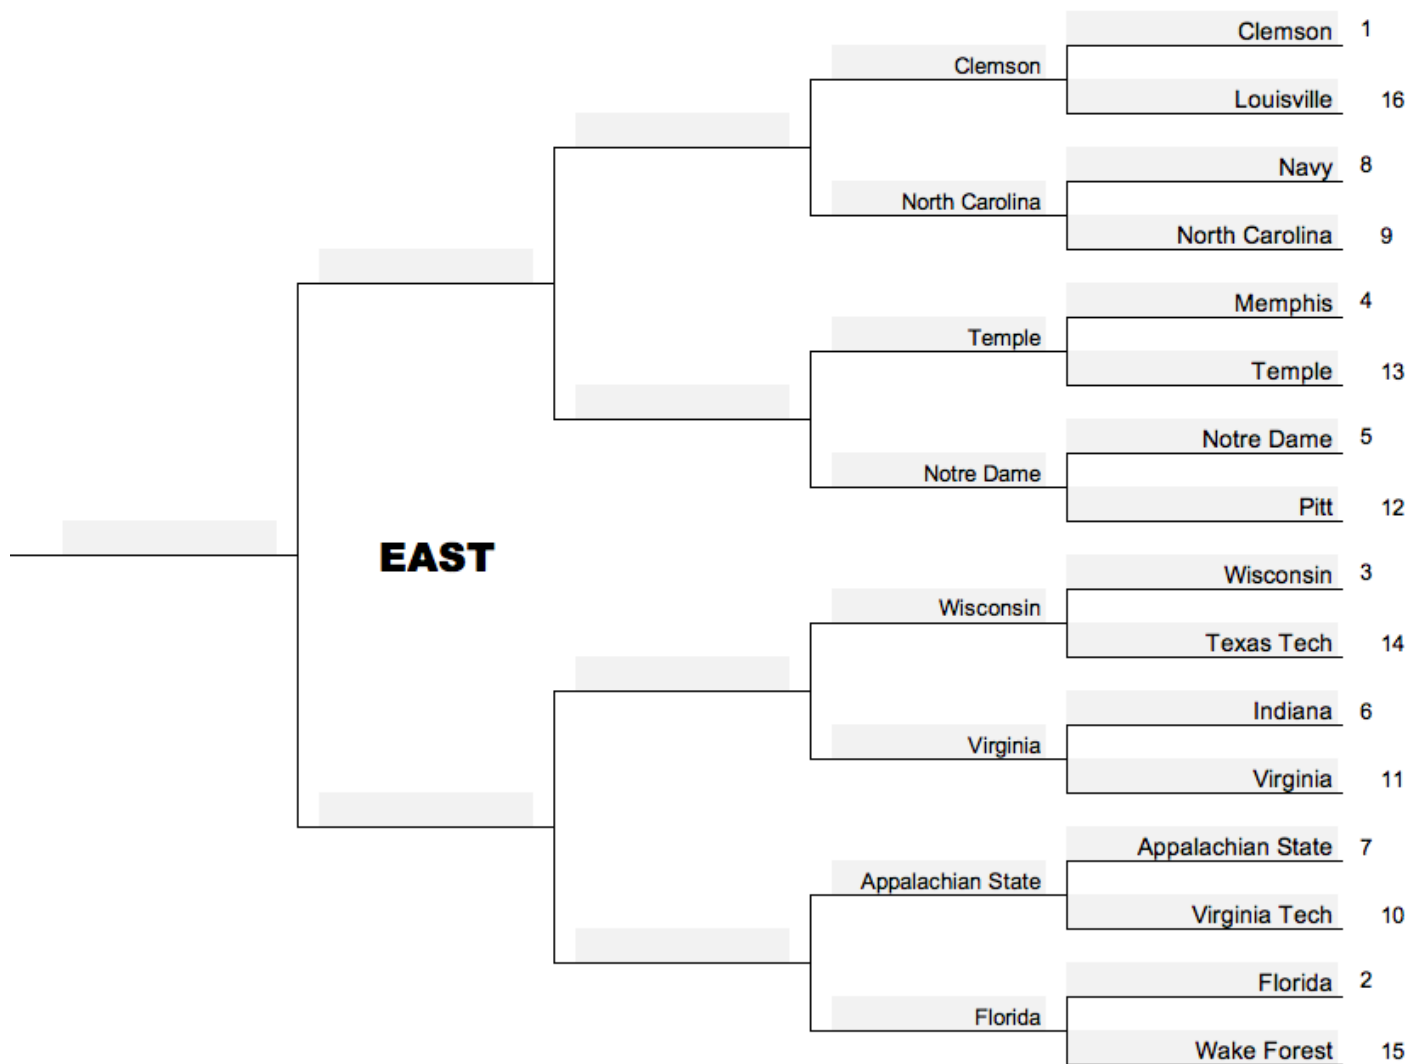 Clemson 1
Clemson
Louisville 16
Navy 8
North Carolina
North Carolina 9
Memphis 4
Temple
Temple 13
Notre Dame 5
Notre Dame
Pitt 12
EAST
Wisconsin 3
Wisconsin
Texas Tech 14
Indiana 6
Virginia
Virginia 11
Appalachian State 7
Appalachian State
Virginia Tech 10
Florida 2
Florida
Wake Forest 15